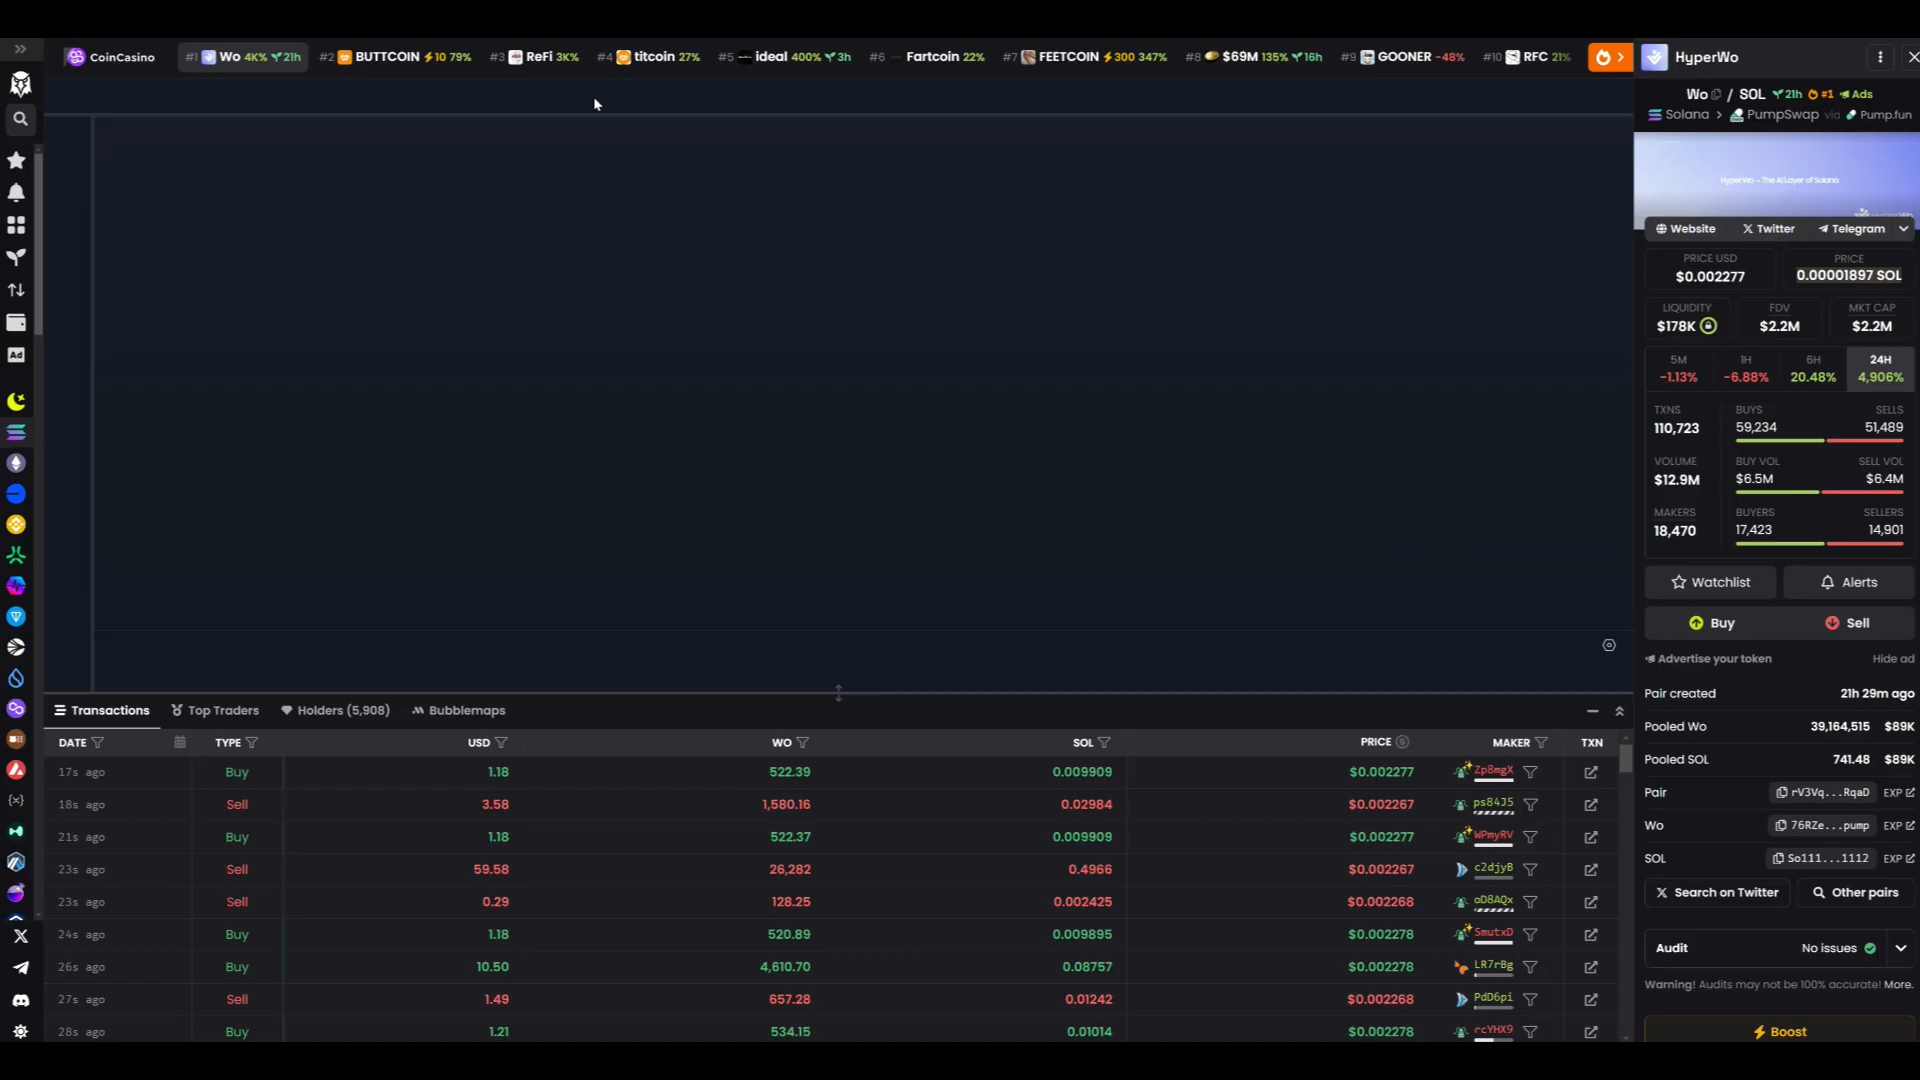 CoinCasino
#1 Wo 4K% 21h
#2 BUTTCOIN 10 79%
#3 ReFi 3K%
#4 titcoin 27%
#5 ideal 400% 3h
#6 Fartcoin 22%
#7 FEETCOIN 300 347%
#8 $69M 135% 16h
#9 GOONER -48%
#10 RFC 21%
HyperWo
Wo / SOL 21h #1 Ads
Solana > PumpSwap via Pump.fun
HyperWo – The AI Layer of Solana
Website Twitter Telegram
PRICE USD PRICE
$0.002277 0.00001897 SOL
LIQUIDITY FDV MKT CAP
$178K $2.2M $2.2M
5M 1H 6H 24H
-1.13% -6.88% 20.48% 4,906%
TXNS BUYS SELLS
110,723 59,234 51,489
VOLUME BUY VOL SELL VOL
$12.9M $6.5M $6.4M
MAKERS BUYERS SELLERS
18,470 17,423 14,901
Watchlist Alerts
Buy Sell
Advertise your token Hide ad
Pair created 21h 29m ago
Pooled Wo 39,164,515 $89K
Pooled SOL 741.48 $89K
Pair rV3Vq...RqaD EXP
Wo 76RZe...pump EXP
SOL So111...1112 EXP
Search on Twitter Other pairs
Audit No issues
Warning! Audits may not be 100% accurate! More.
Boost
Ad
Transactions Top Traders Holders (5,908) Bubblemaps
DATE TYPE USD WO SOL PRICE MAKER TXN
17s ago Buy 1.18 522.39 0.009909 $0.002277 Zp8mgX
18s ago Sell 3.58 1,580.16 0.02984 $0.002267 ps84J5
21s ago Buy 1.18 522.37 0.009909 $0.002277 WPmyRV
23s ago Sell 59.58 26,282 0.4966 $0.002267 c2djyB
23s ago Sell 0.29 128.25 0.002425 $0.002268 oD8AQx
24s ago Buy 1.18 520.89 0.009895 $0.002278 SmutxD
26s ago Buy 10.50 4,610.70 0.08757 $0.002278 LR7rBg
27s ago Sell 1.49 657.28 0.01242 $0.002268 PdD6pi
28s ago Buy 1.21 534.15 0.01014 $0.002278 rcYHX9